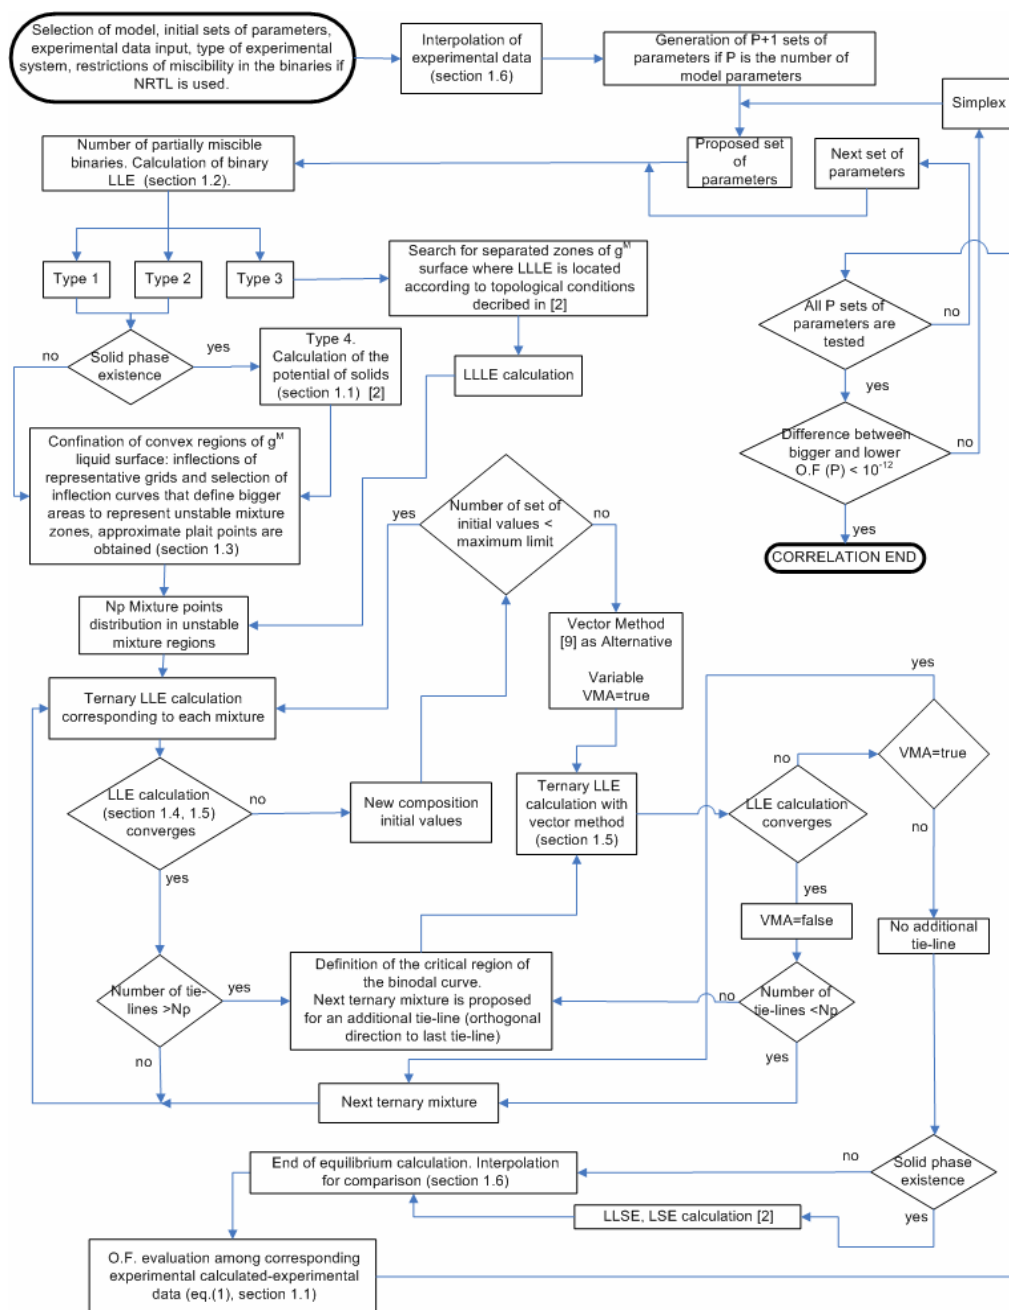 Selection of model, initial sets of parameters,
experimental data input, type of experimental
system, restrictions of miscibility in the binaries if
NRTL is used.
Interpolation of
experimental data
(section 1.6)
Generation of P+1 sets of
parameters if P is the number of
model parameters
Simplex
Number of partially miscible
binaries. Calculation of binary
LLE (section 1.2).
Proposed set
of
parameters
Next set of
parameters
Type 1
Type 2
Type 3
Search for separated zones of gM
surface where LLLE is located
according to topological conditions
decribed in [2]
All P sets of
parameters are
tested
no
yes
Solid phase
existence
no
yes
Type 4.
Calculation of the
potential of solids
(section 1.1) [2]
LLLE calculation
Difference between
bigger and lower
O.F (P) < 10-12
no
yes
CORRELATION END
Confination of convex regions of gM
liquid surface: inflections of
representative grids and selection of
inflection curves that define bigger
areas to represent unstable mixture
zones, approximate plait points are
obtained (section 1.3)
Number of set of
initial values <
maximum limit
yes
no
Np Mixture points
distribution in unstable
mixture regions
Vector Method
[9] as Alternative
Variable
VMA=true
Ternary LLE calculation
corresponding to each mixture
yes
VMA=true
no
no
LLE calculation
(section 1.4, 1.5)
converges
no
yes
New composition
initial values
Ternary LLE
calculation with
vector method
(section 1.5)
LLE calculation
converges
yes
VMA=false
No additional
tie-line
Number of tie-
lines >Np
yes
no
Definition of the critical region of
the binodal curve.
Next ternary mixture is proposed
for an additional tie-line (orthogonal
direction to last tie-line)
no
Number of
tie-lines <Np
yes
Next ternary mixture
End of equilibrium calculation. Interpolation
for comparison (section 1.6)
no
Solid phase
existence
yes
LLSE, LSE calculation [2]
O.F. evaluation among corresponding
experimental calculated-experimental
data (eq.(1), section 1.1)